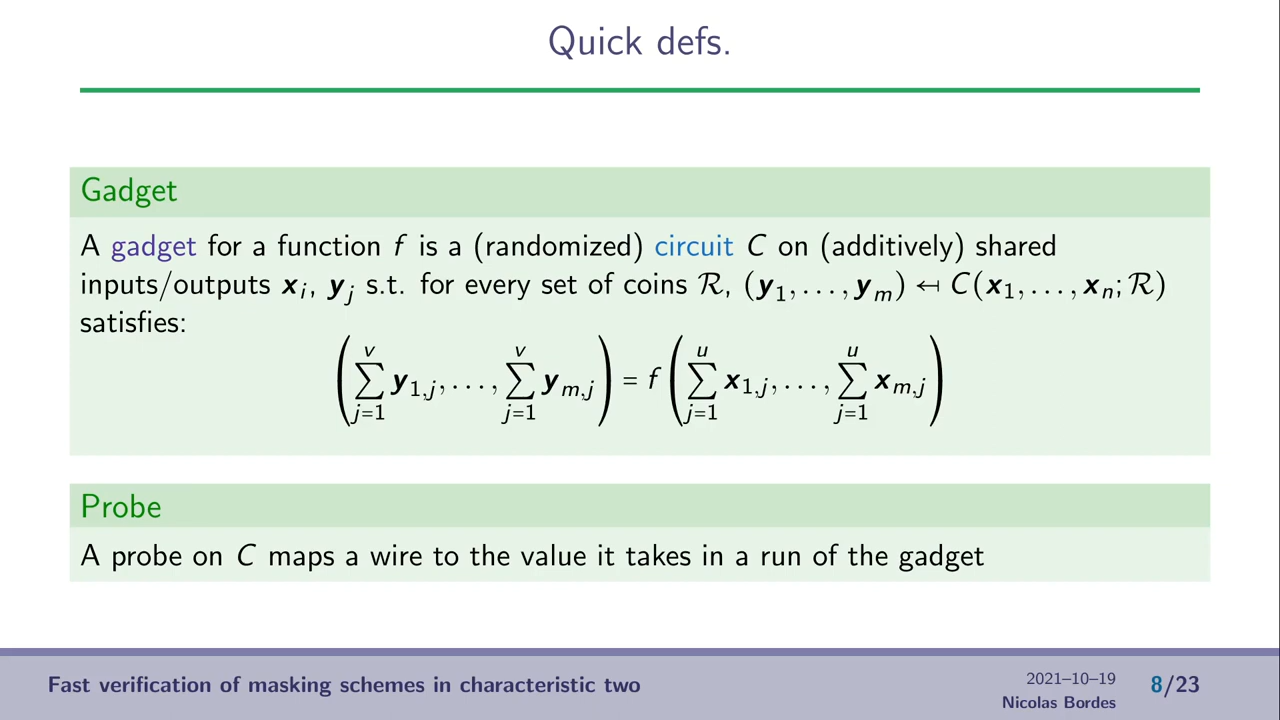 Quick defs.
Gadget
A gadget for a function f is a (randomized) circuit C on (additively) shared
inputs/outputs x_i, y_j s.t. for every set of coins ℛ, (y_1, . . . , y_m) ↤ C(x_1, . . . , x_n; ℛ)
satisfies:
(∑_{j=1}^{v} y_{1,j}, . . . , ∑_{j=1}^{v} y_{m,j}) = f (∑_{j=1}^{u} x_{1,j}, . . . , ∑_{j=1}^{u} x_{m,j})
Probe
A probe on C maps a wire to the value it takes in a run of the gadget
Fast verification of masking schemes in characteristic two
2021–10–19
Nicolas Bordes
8/23